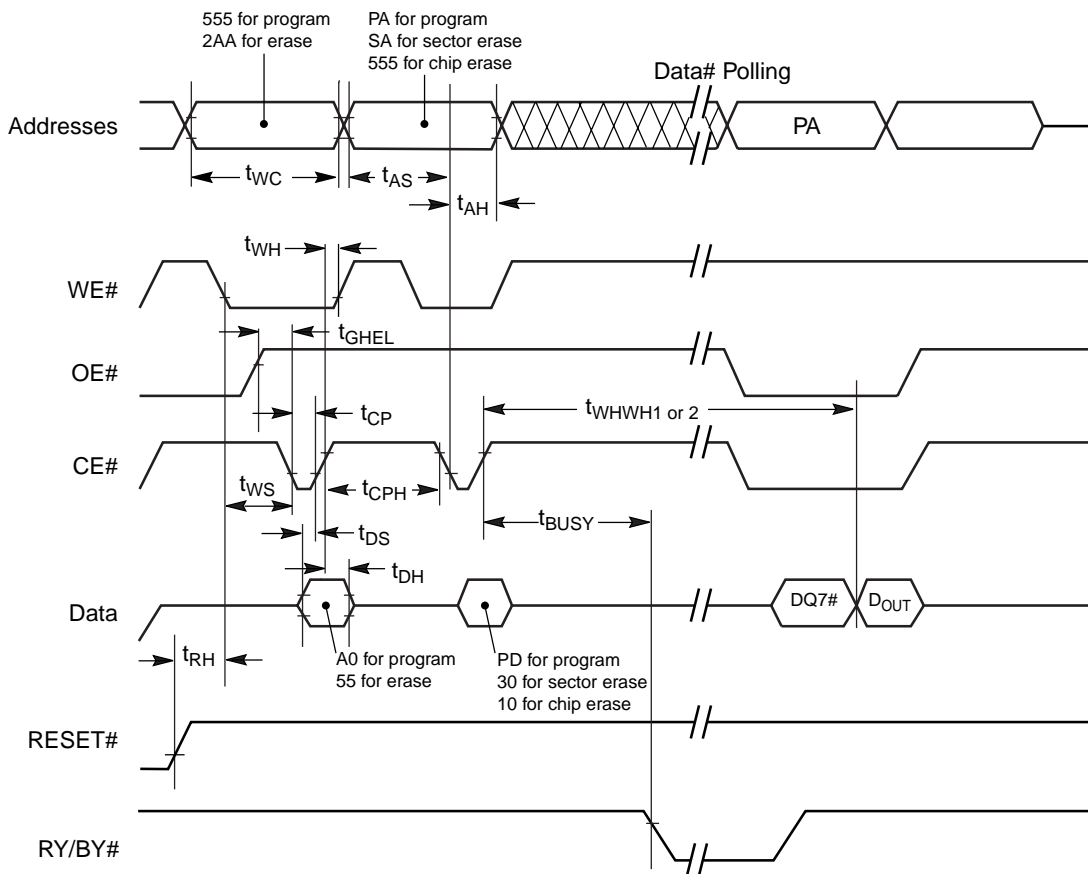 555 for program
2AA for erase
PA for program
SA for sector erase
555 for chip erase
Data# Polling
Addresses
PA
tWC
tAS
tAH
tWH
WE#
tGHEL
OE#
tCP
tWHWH1 or 2
CE#
tWS
tCPH
tBUSY
tDS
tDH
Data
DQ7#
DOUT
tRH
A0 for program
55 for erase
PD for program
30 for sector erase
10 for chip erase
RESET#
RY/BY#